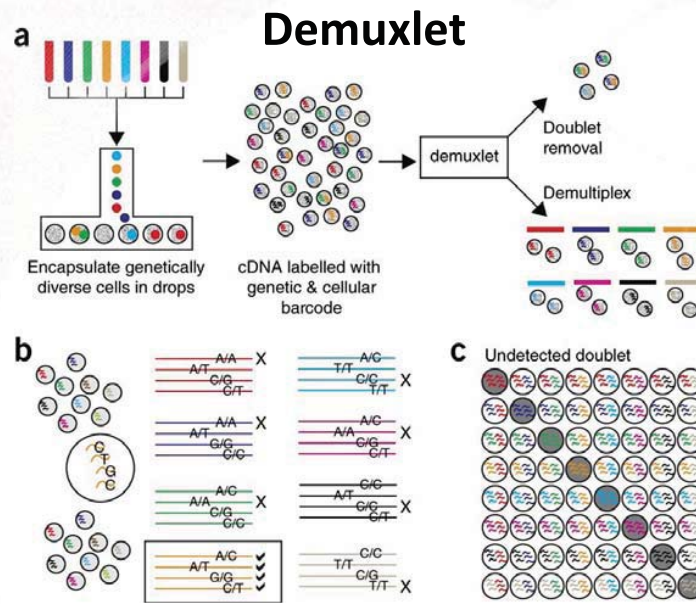 Demuxlet
a
Encapsulate genetically
diverse cells in drops
cDNA labelled with
genetic & cellular
barcode
demuxlet
Doublet
removal
Demultiplex
b
C
T
G
C
A/A X
A/T
C/G
C/T
A/A X
A/T
G/G
C/C
A/C
A/A X
C/G
C/C
A/C ✔
A/T ✔
G/G ✔
C/T ✔
A/C
T/T
C/C X
T/T
A/C
A/A X
C/G
C/T
C/C
A/T
C/C X
C/T
C/C
T/T
C/G
T/T X
c
Undetected doublet